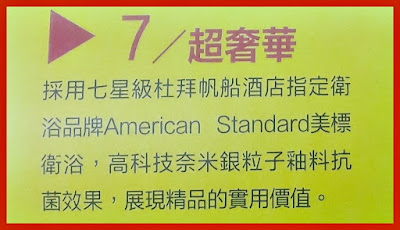 ▶ 7／超奢華
採用七星級杜拜帆船酒店指定衛
浴品牌American Standard美標
衛浴，高科技奈米銀粒子釉料抗
菌效果，展現精品的實用價值。